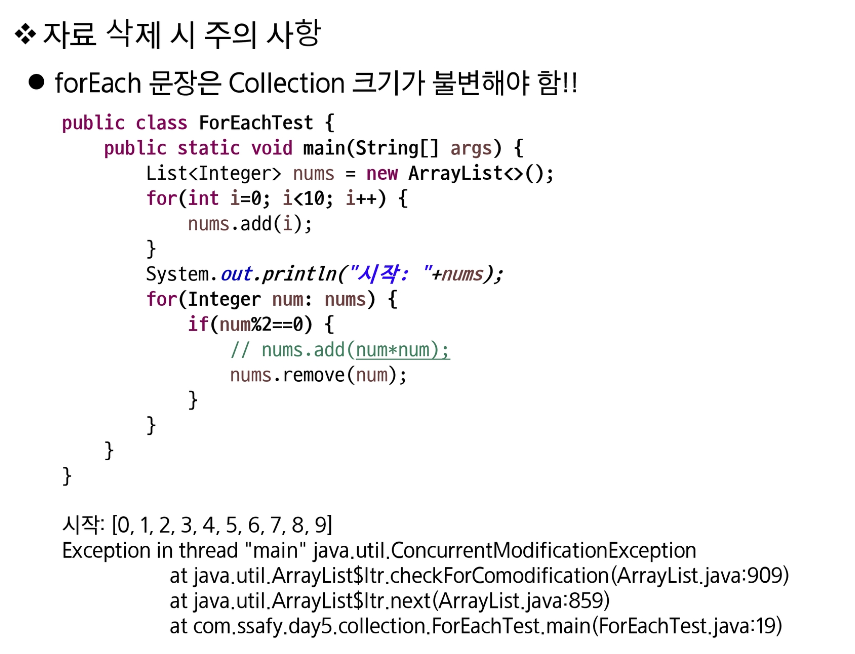 ❖ 자료 삭제 시 주의 사항
● forEach 문장은 Collection 크기가 불변해야 함!!
public class ForEachTest {
    public static void main(String[] args) {
        List<Integer> nums = new ArrayList<>();
        for(int i=0; i<10; i++) {
            nums.add(i);
        }
        System.out.println("시작: "+nums);
        for(Integer num: nums) {
            if(num%2==0) {
                // nums.add(num*num);
                nums.remove(num);
            }
        }
    }
}
시작: [0, 1, 2, 3, 4, 5, 6, 7, 8, 9]
Exception in thread "main" java.util.ConcurrentModificationException
        at java.util.ArrayList$Itr.checkForComodification(ArrayList.java:909)
        at java.util.ArrayList$Itr.next(ArrayList.java:859)
        at com.ssafy.day5.collection.ForEachTest.main(ForEachTest.java:19)